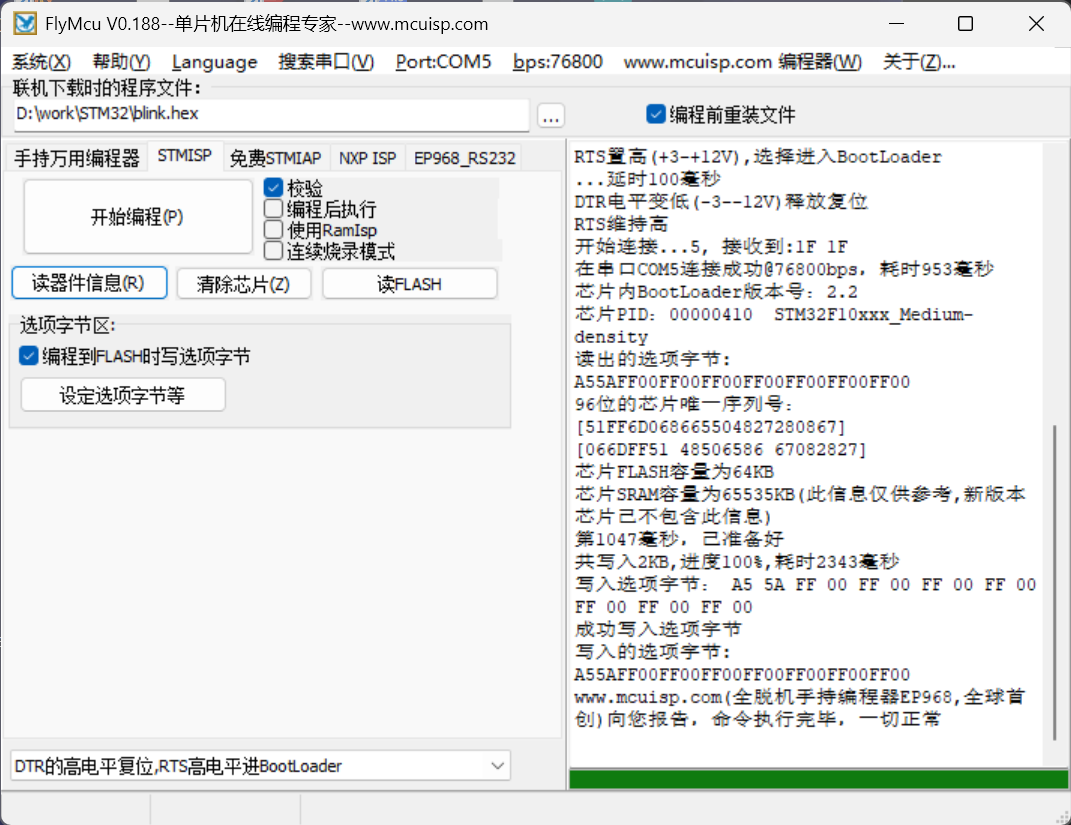 FlyMcu V0.188--单片机在线编程专家--www.mcuisp.com
系统(X) 帮助(Y) Language 搜索串口(V) Port:COM5 bps:76800 www.mcuisp.com 编程器(W) 关于(Z)...
联机下载时的程序文件：
D:\work\STM32\blink.hex
...
编程前重装文件
手持万用编程器 STMISP 免费STMIAP NXP ISP EP968_RS232
开始编程(P)
校验
编程后执行
使用RamIsp
连续烧录模式
读器件信息(R) 清除芯片(Z) 读FLASH
选项字节区:
编程到FLASH时写选项字节
设定选项字节等
DTR的高电平复位,RTS高电平进BootLoader
RTS置高(+3-+12V),选择进入BootLoader
...延时100毫秒
DTR电平变低(-3--12V)释放复位
RTS维持高
开始连接...5, 接收到:1F 1F
在串口COM5连接成功@76800bps，耗时953毫秒
芯片内BootLoader版本号：2.2
芯片PID：00000410  STM32F10xxx_Medium-
density
读出的选项字节:
A55AFF00FF00FF00FF00FF00FF00FF00
96位的芯片唯一序列号:
[51FF6D068665504827280867]
[066DFF51 48506586 67082827]
芯片FLASH容量为64KB
芯片SRAM容量为65535KB(此信息仅供参考,新版本
芯片已不包含此信息)
第1047毫秒，已准备好
共写入2KB,进度100%,耗时2343毫秒
写入选项字节： A5 5A FF 00 FF 00 FF 00 FF 00
FF 00 FF 00 FF 00
成功写入选项字节
写入的选项字节:
A55AFF00FF00FF00FF00FF00FF00FF00
www.mcuisp.com(全脱机手持编程器EP968,全球首
创)向您报告，命令执行完毕，一切正常